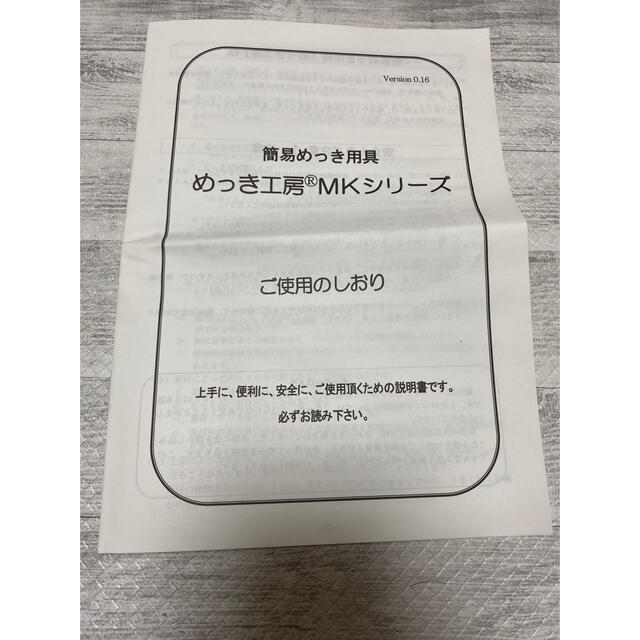 Version 0.16
簡易めっき用具
めっき工房®MKシリーズ
ご使用のしおり
上手に、便利に、安全に、ご使用頂くための説明書です。
必ずお読み下さい。